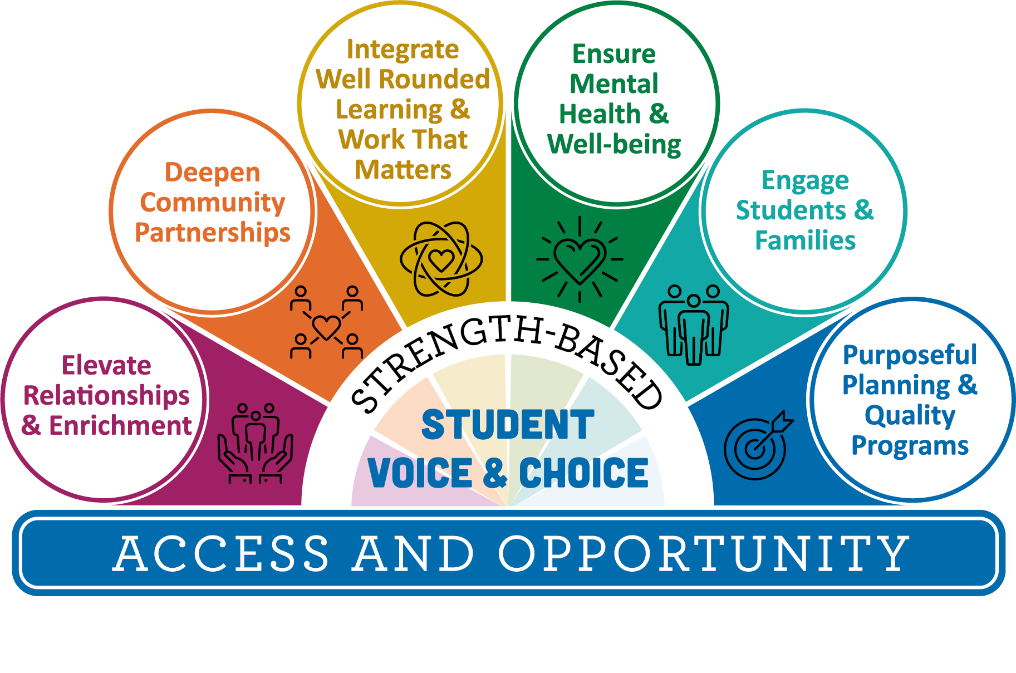 Elevate
Relationships
& Enrichment
Deepen
Community
Partnerships
Integrate
Well Rounded
Learning &
Work That
Matters
Ensure
Mental
Health &
Well-being
Engage
Students &
Families
Purposeful
Planning &
Quality
Programs
STRENGTH-BASED
STUDENT
VOICE & CHOICE
ACCESS AND OPPORTUNITY